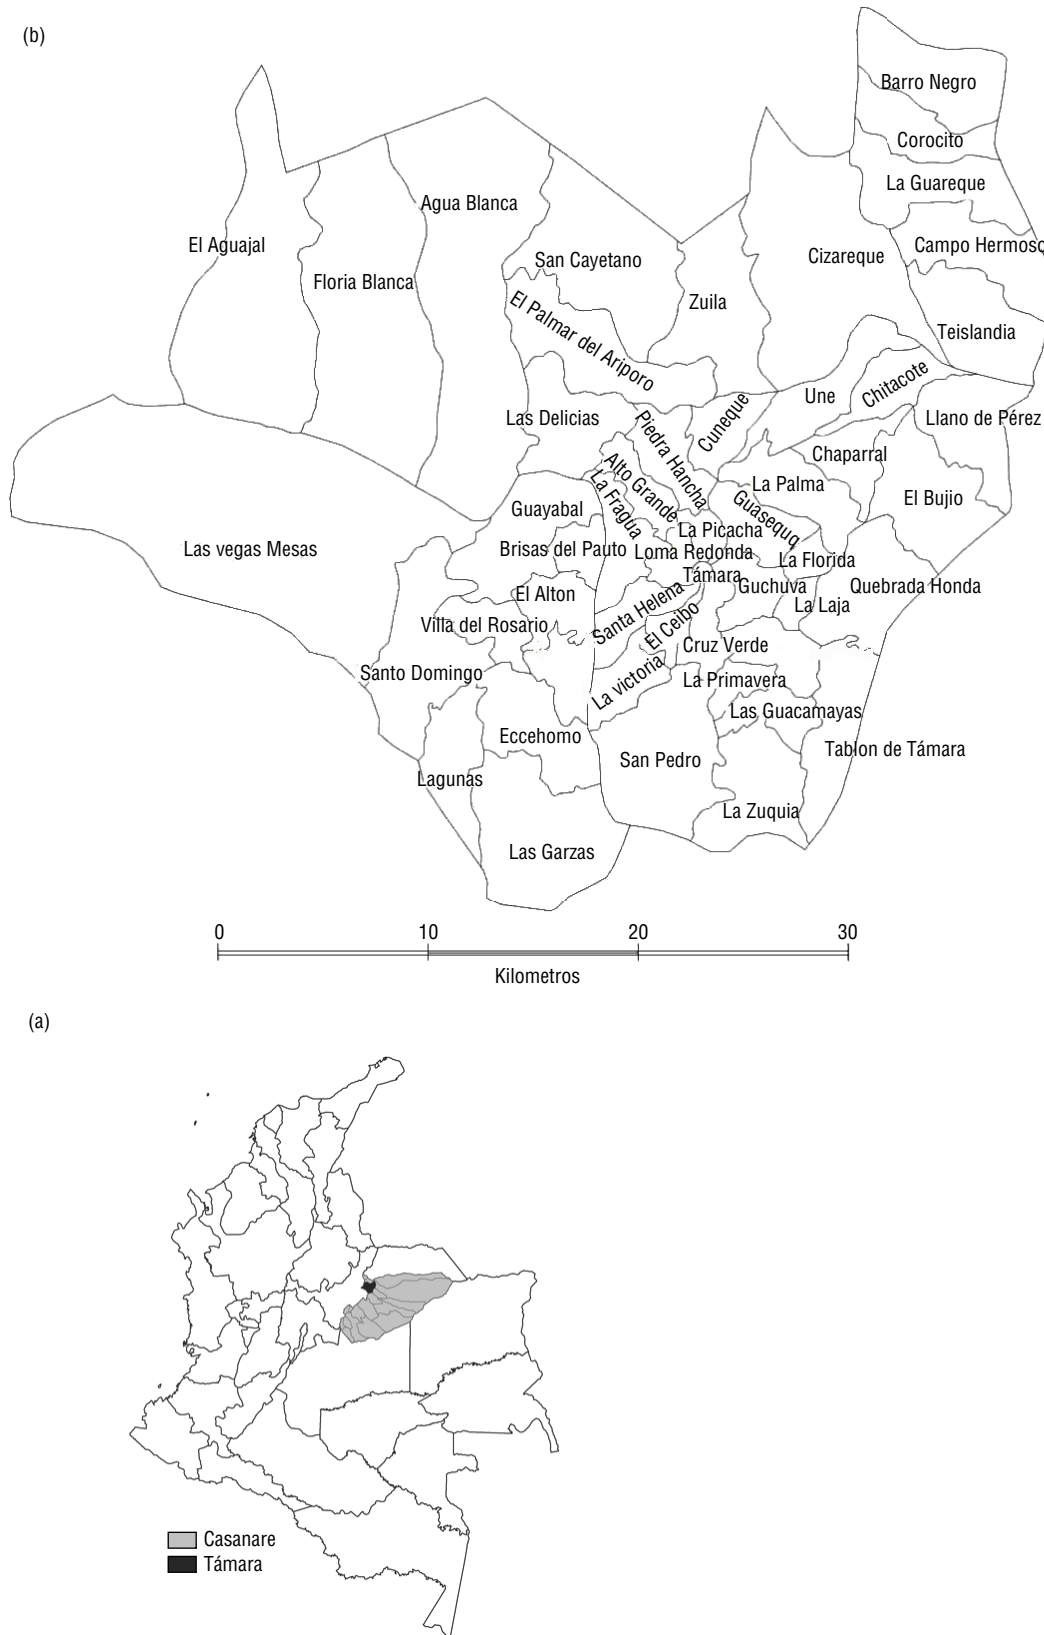 (b)
Barro Negro
Corocito
La Guareque
Agua Blanca
El Aguajal
Campo Hermoso
San Cayetano
Cizareque
Floria Blanca
Zuila
El Palmar del Ariporo
Teislandia
Chitacote
Une
Las Delicias
Piedra Hancha
Cuneque
Llano de Pérez
Chaparral
Alto Grande
La Palma
La Fragua
El Bujio
Guayabal
Guasequq
La Picacha
Las vegas Mesas
Brisas del Pauto
Loma Redonda
La Florida
Támara
El Alton
Guchuva
Quebrada Honda
Santa Helena
La Laja
Villa del Rosario
El Ceibo
Cruz Verde
Santo Domingo
La victoria
La Primavera
Las Guacamayas
Eccehomo
Tablon de Támara
San Pedro
Lagunas
La Zuquia
Las Garzas
0 10 20 30
Kilometros
(a)
Casanare
Támara